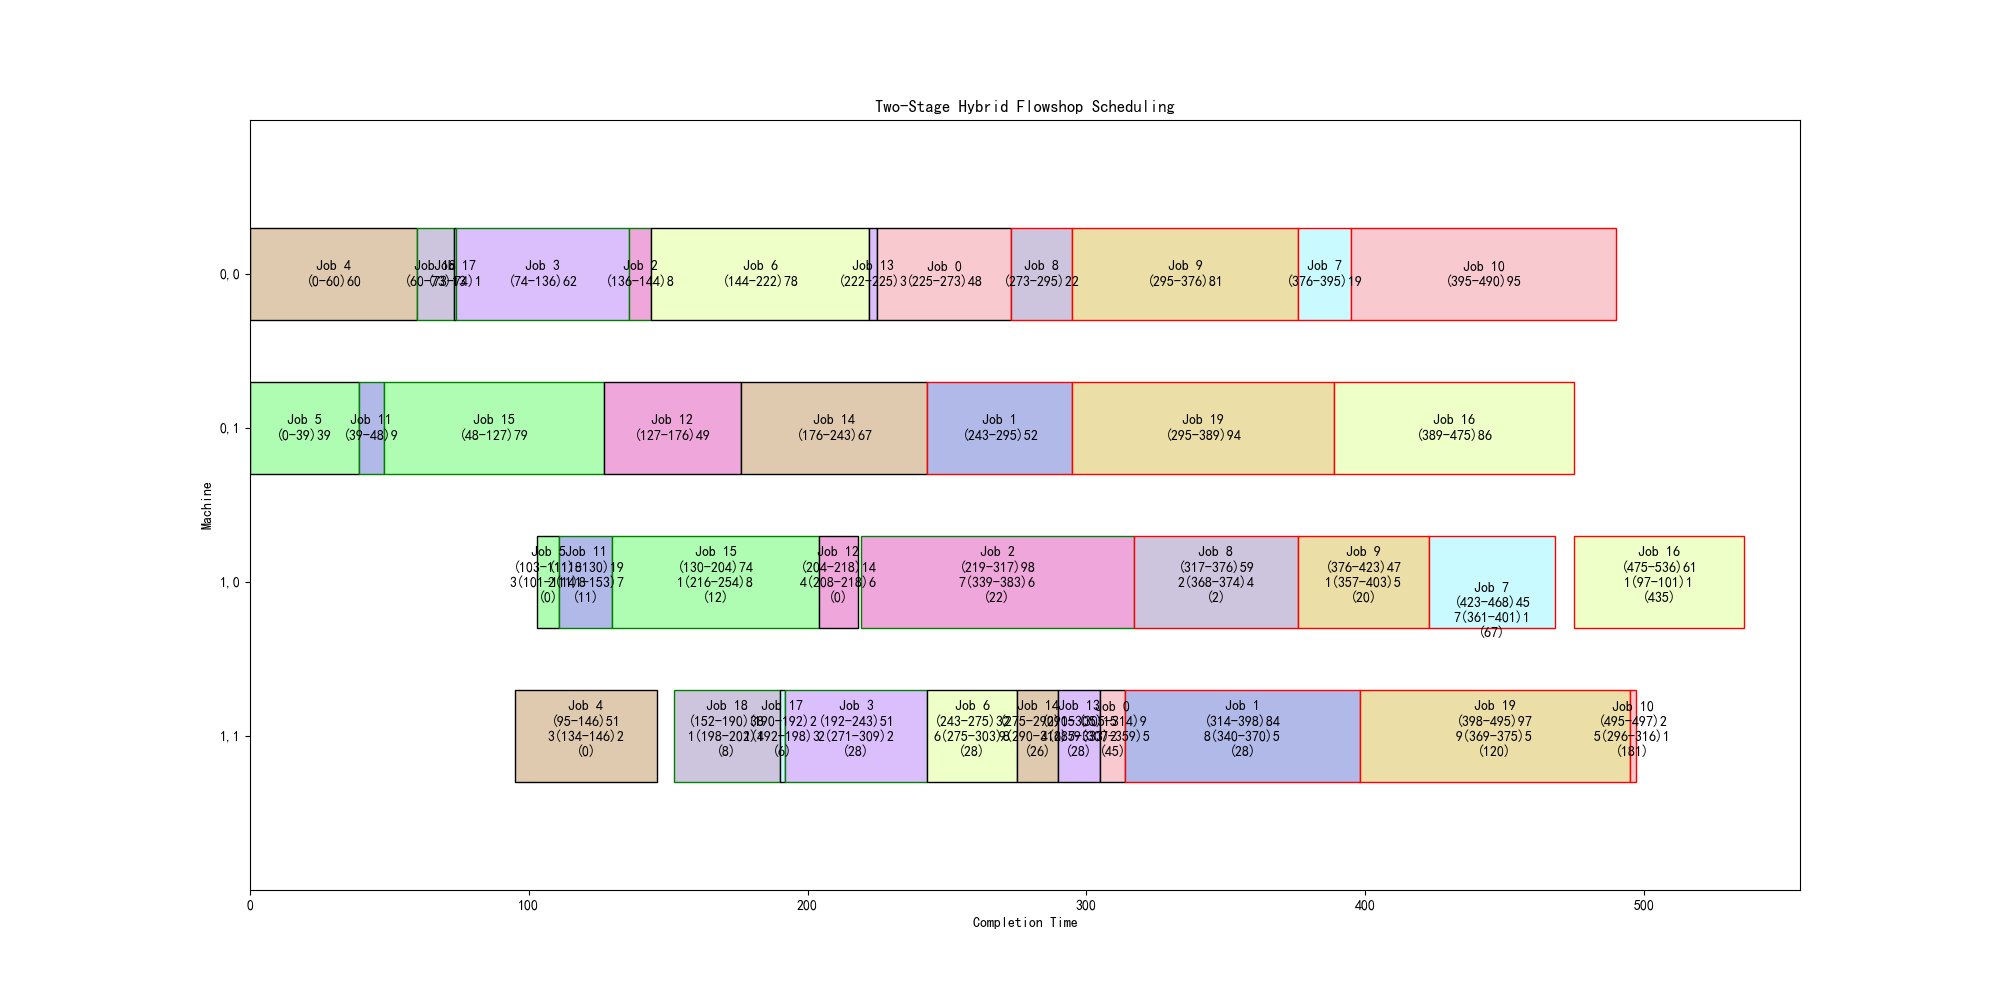 Two-Stage Hybrid Flowshop Scheduling
0,0
Job 4
(0-60)60
Job 17
Job 3
(74-136)62
Job 2
(136-144)8
Job 6
(144-222)78
Job 13
(222-225)3
Job 0
(225-273)48
Job 8
(273-295)22
Job 9
(295-376)81
Job 7
(376-395)19
Job 10
(395-490)95
0,1
Job 5
(0-39)39
Job 11
(39-48)9
Job 15
(48-127)79
Job 12
(127-176)49
Job 14
(176-243)67
Job 1
(243-295)52
Job 19
(295-389)94
Job 16
(389-475)86
Machine
1,0
Job 5
(0)
Job 11
(11)
Job 15
(130-204)74
1(216-254)8
(12)
Job 12
(204-218)14
4(208-218)6
(0)
Job 2
(219-317)98
7(339-383)6
(22)
Job 8
(317-376)59
2(368-374)4
(2)
Job 9
(376-423)47
1(357-403)5
(20)
Job 7
(423-468)45
7(361-401)1
(67)
Job 16
(475-536)61
1(97-101)1
(435)
1,1
Job 4
(95-146)51
3(134-146)2
(0)
Job 18
(8)
Job 17
(6)
Job 3
(192-243)51
2(271-309)2
(28)
Job 6
(28)
Job 14
(26)
Job 13
(28)
Job 0
(45)
Job 1
(314-398)84
8(340-370)5
(28)
Job 19
(398-495)97
9(369-375)5
(120)
Job 10
(495-497)2
5(296-316)1
(181)
0
100
200
300
400
500
Completion Time